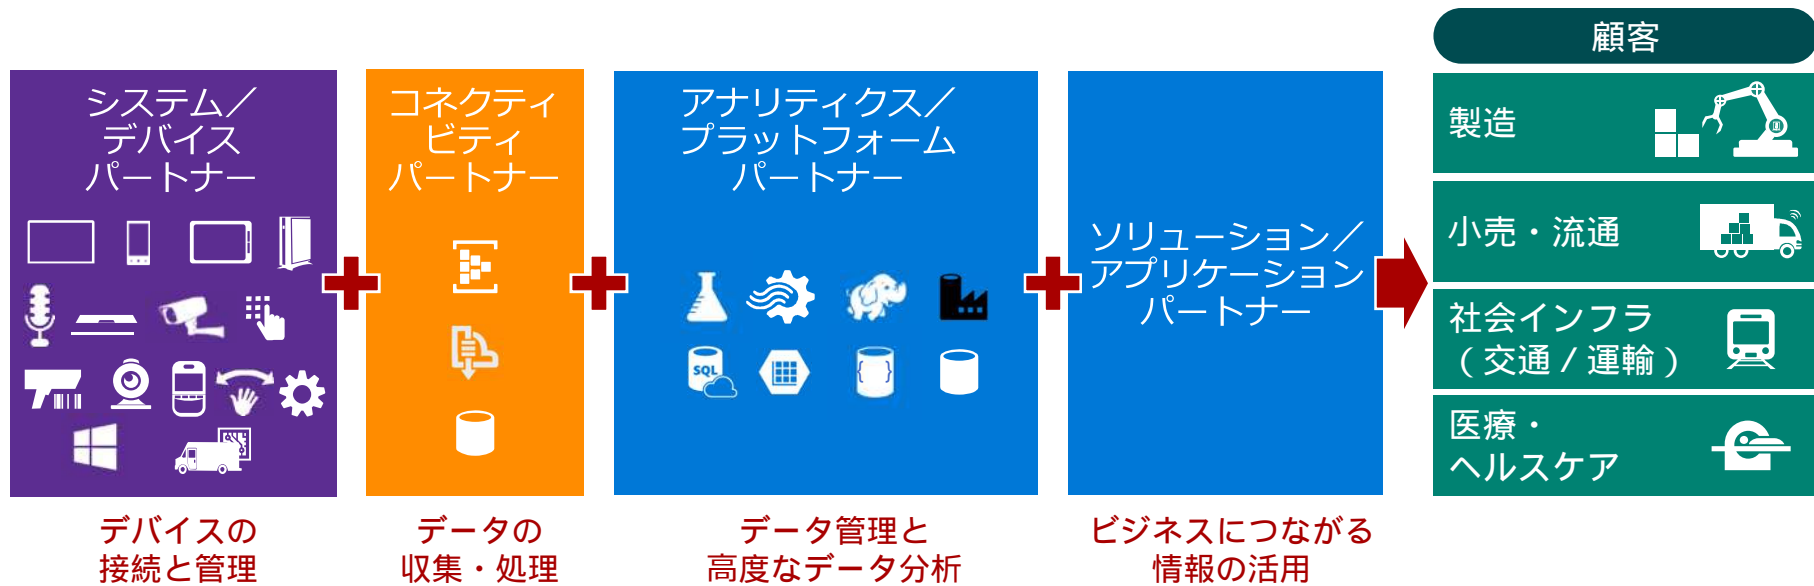 システム／
デバイス
パートナー
デバイスの
接続と管理
コネクティ
ビティ
パートナー
データの
収集・処理
アナリティクス／
プラットフォーム
パートナー
SQL
{ }
データ管理と
高度なデータ分析
ソリューション／
アプリケーション
パートナー
ビジネスにつながる
情報の活用
顧客
製造
小売・流通
社会インフラ
（交通／運輸）
医療・
ヘルスケア